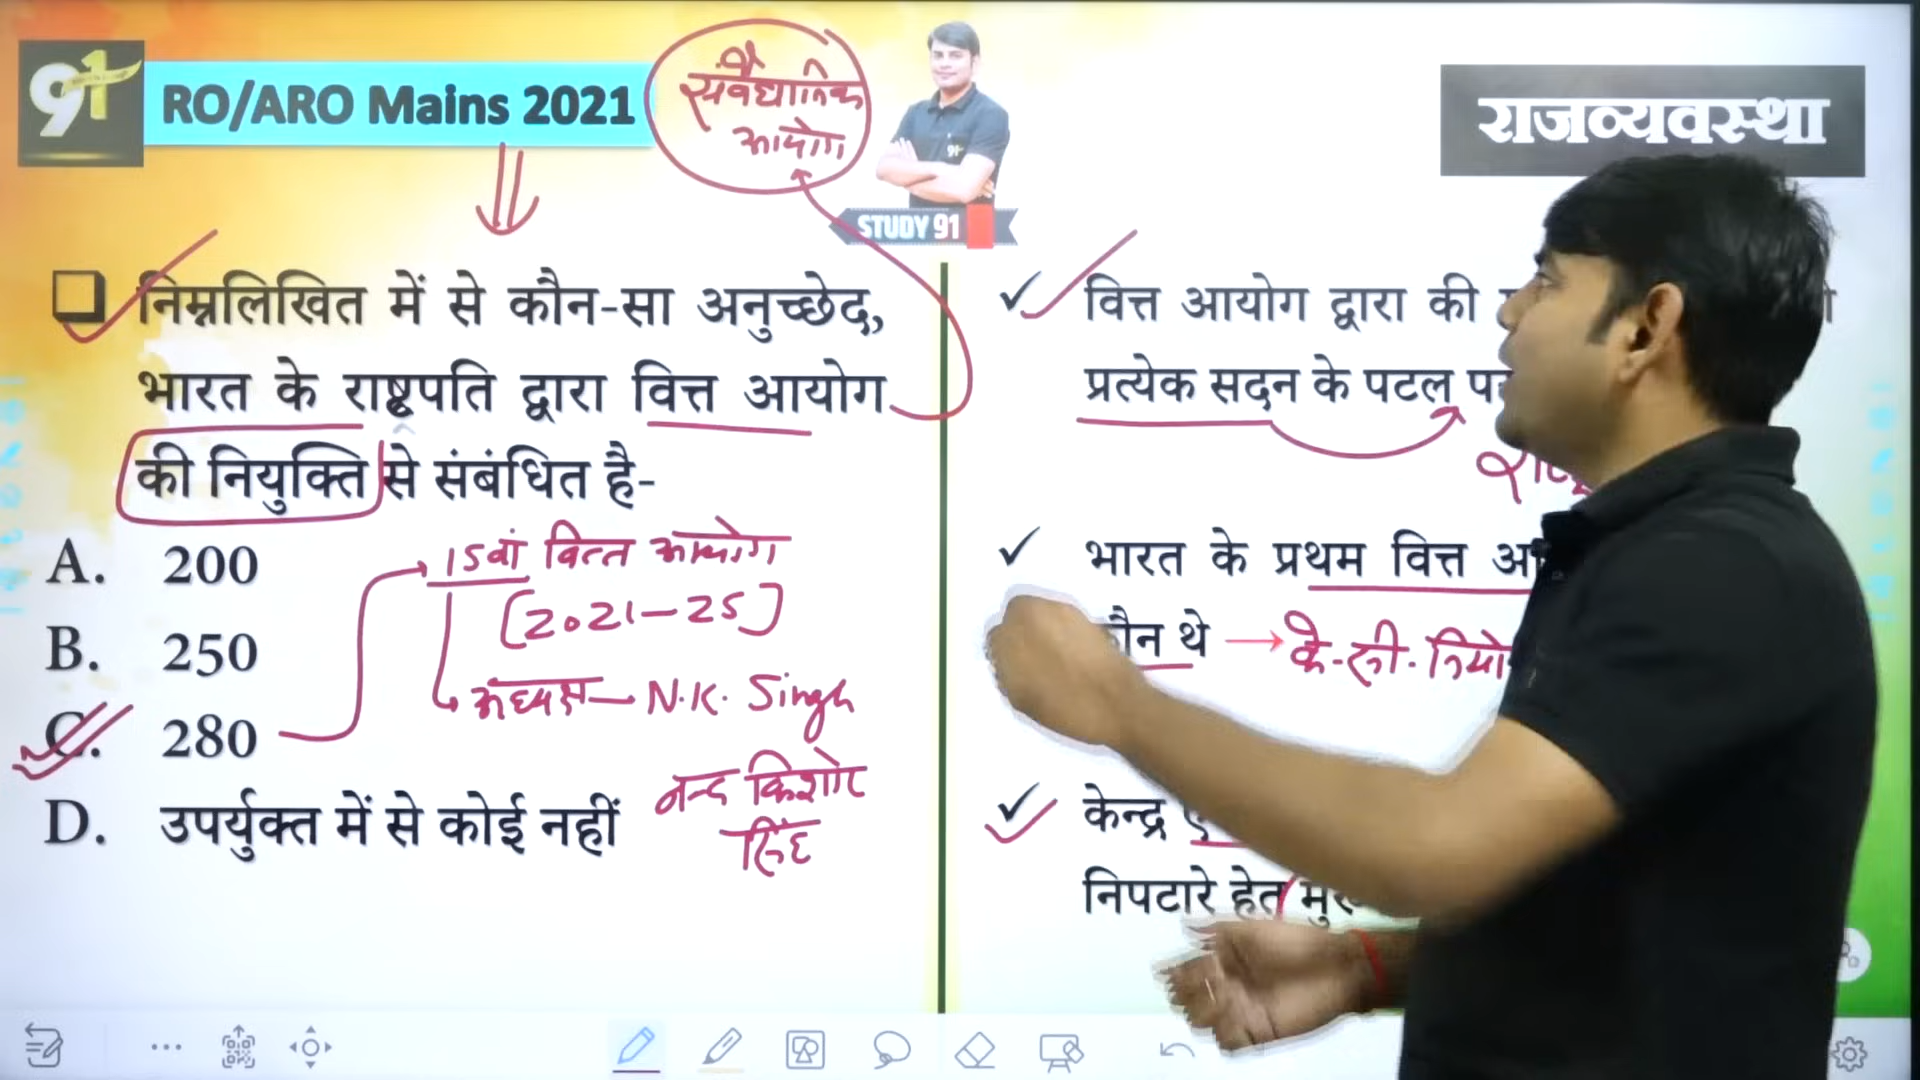 91
RO/ARO Mains 2021
संवैधानिक
आयोग
STUDY 91
राजव्यवस्था
निम्नलिखित में से कौन-सा अनुच्छेद,
भारत के राष्ट्रपति द्वारा वित्त आयोग
की नियुक्ति से संबंधित है-
A. 200
B. 250
C. 280
D. उपर्युक्त में से कोई नहीं
15वां वित्त आयोग
[2021-25]
अध्यक्ष N.K. Singh
नन्द किशोर
सिंह
✓ वित्त आयोग द्वारा की
प्रत्येक सदन के पटल
✓ भारत के प्रथम वित्त
कौन थे → के.सी.
✓ केन्द्र
निपटारे हेतु